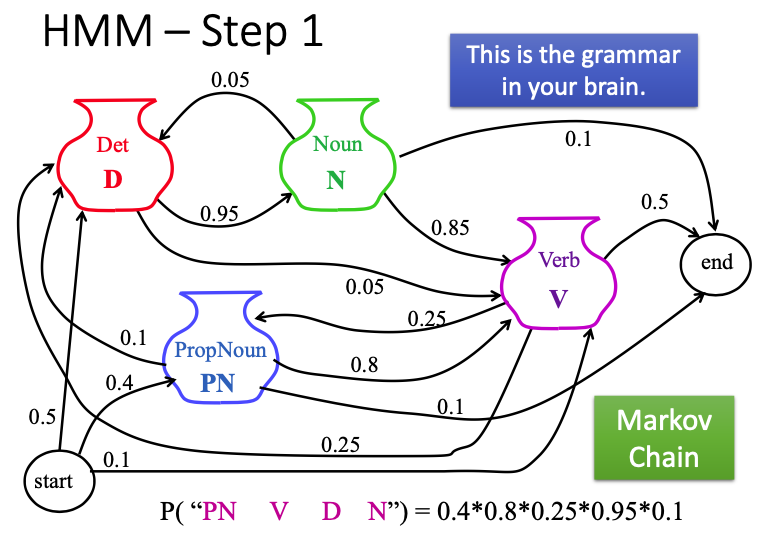 HMM – Step 1
This is the grammar
in your brain.
0.05
Det
D
Noun
N
0.1
0.95
0.85
0.5
Verb
V
end
0.05
0.25
PropNoun
PN
0.1
0.8
0.4
0.1
0.5
0.25
Markov
Chain
start
0.1
P( “PN V D N”) = 0.4*0.8*0.25*0.95*0.1